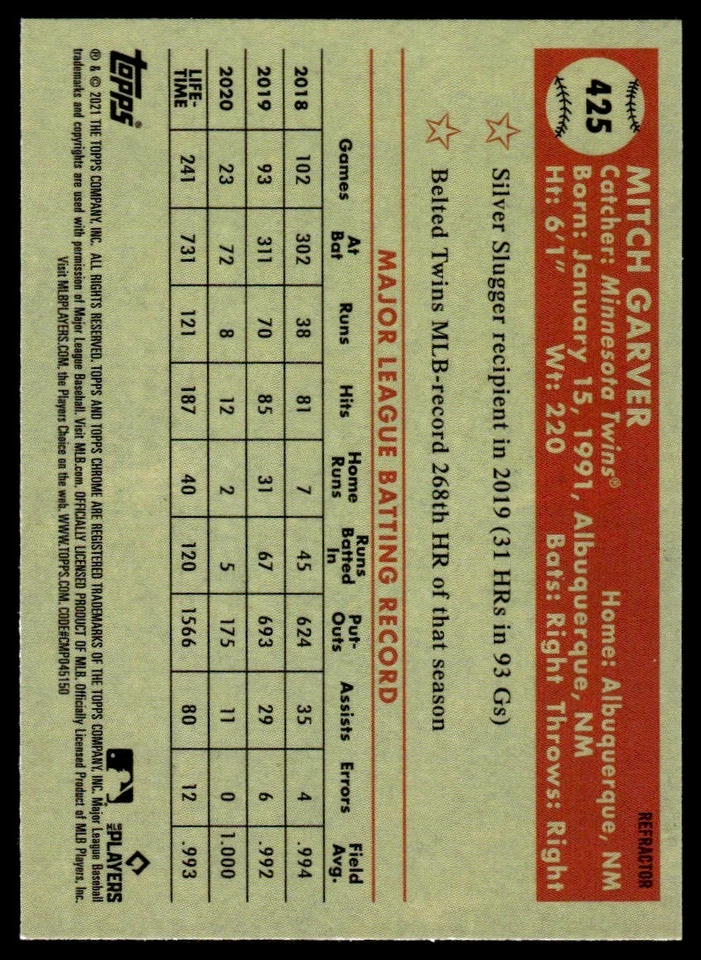 REFRACTOR
425
MITCH GARVER
Catcher: Minnesota Twins® Home: Albuquerque, NM
Born: January 15, 1991, Albuquerque, NM
Ht: 6'1" Wt: 220 Bats: Right Throws: Right
Silver Slugger recipient in 2019 (31 HRs in 93 Gs)
Belted Twins MLB-record 268th HR of that season
MAJOR LEAGUE BATTING RECORD
Games At Bat Runs Hits Home Runs Runs Batted In Put-Outs Assists Errors Field Avg.
2018 102 302 38 81 7 45 624 35 4 .994
2019 93 311 70 85 31 67 693 29 6 .992
2020 23 72 8 12 2 5 175 11 0 1.000
LIFE-TIME 241 731 121 187 40 120 1566 80 12 .993
topps®
MLB PLAYERS
® & © 2021 THE TOPPS COMPANY, INC. ALL RIGHTS RESERVED. TOPPS AND TOPPS CHROME ARE REGISTERED TRADEMARKS OF THE TOPPS COMPANY, INC. Major League Baseball
trademarks and copyrights are used with permission of Major League Baseball. Visit MLB.com. OFFICIALLY LICENSED PRODUCT OF MLB. Officially Licensed Product of MLB Players, Inc.
Visit MLBPLAYERS.COM, the Players Choice on the web. WWW.TOPPS.COM. CODE#CMP045150